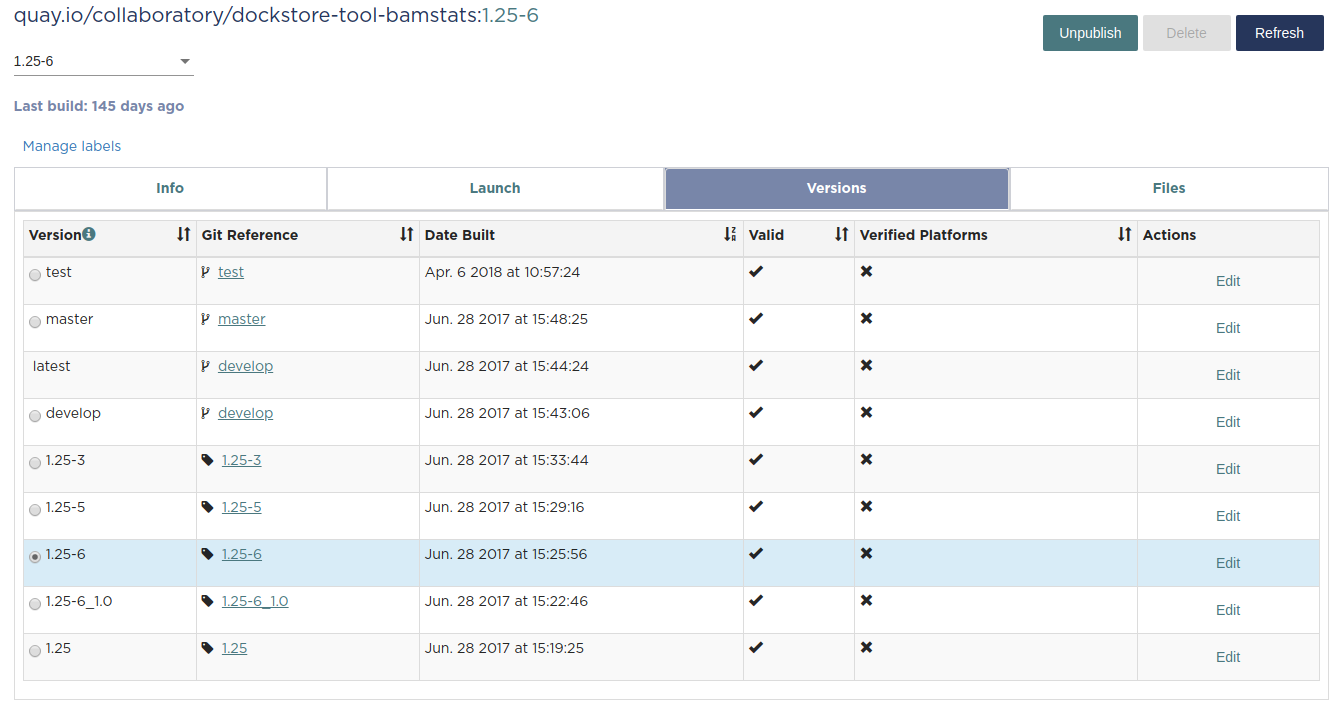 quay.io/collaboratory/dockstore-tool-bamstats:1.25-6
Unpublish Delete Refresh
1.25-6
Last build: 145 days ago
Manage labels
Info Launch Versions Files
Version Git Reference Date Built Valid Verified Platforms Actions
test test Apr. 6 2018 at 10:57:24 Edit
master master Jun. 28 2017 at 15:48:25 Edit
latest develop Jun. 28 2017 at 15:44:24 Edit
develop develop Jun. 28 2017 at 15:43:06 Edit
1.25-3 1.25-3 Jun. 28 2017 at 15:33:44 Edit
1.25-5 1.25-5 Jun. 28 2017 at 15:29:16 Edit
1.25-6 1.25-6 Jun. 28 2017 at 15:25:56 Edit
1.25-6_1.0 1.25-6_1.0 Jun. 28 2017 at 15:22:46 Edit
1.25 1.25 Jun. 28 2017 at 15:19:25 Edit